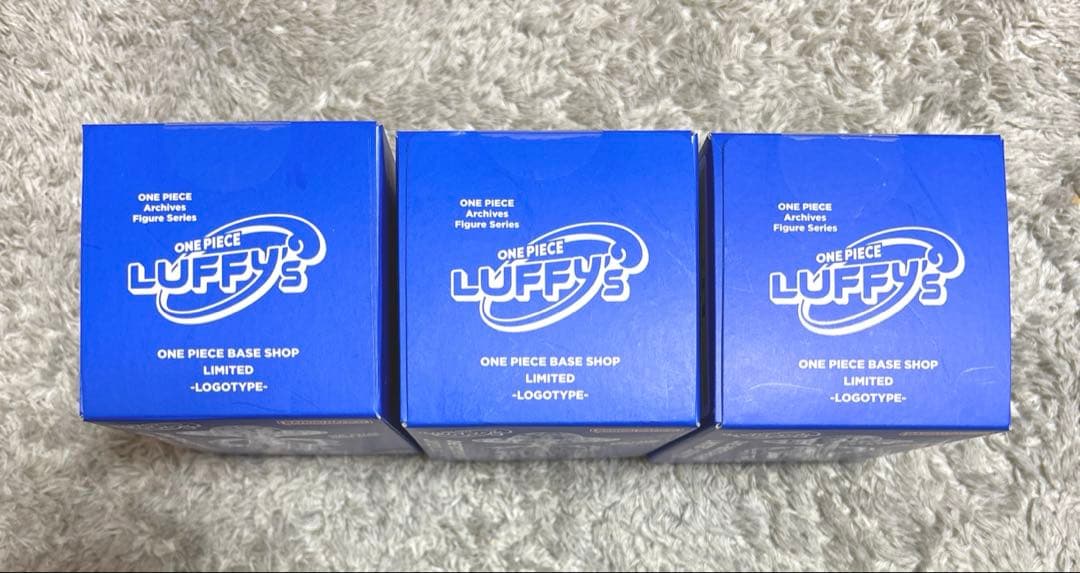 ONE PIECE
Archives
Figure Series
ONE PIECE
LUFFY's
ONE PIECE BASE SHOP
LIMITED
-LOGOTYPE-
ONE PIECE
Archives
Figure Series
ONE PIECE
LUFFY's
ONE PIECE BASE SHOP
LIMITED
-LOGOTYPE-
ONE PIECE
Archives
Figure Series
ONE PIECE
LUFFY's
ONE PIECE BASE SHOP
LIMITED
-LOGOTYPE-